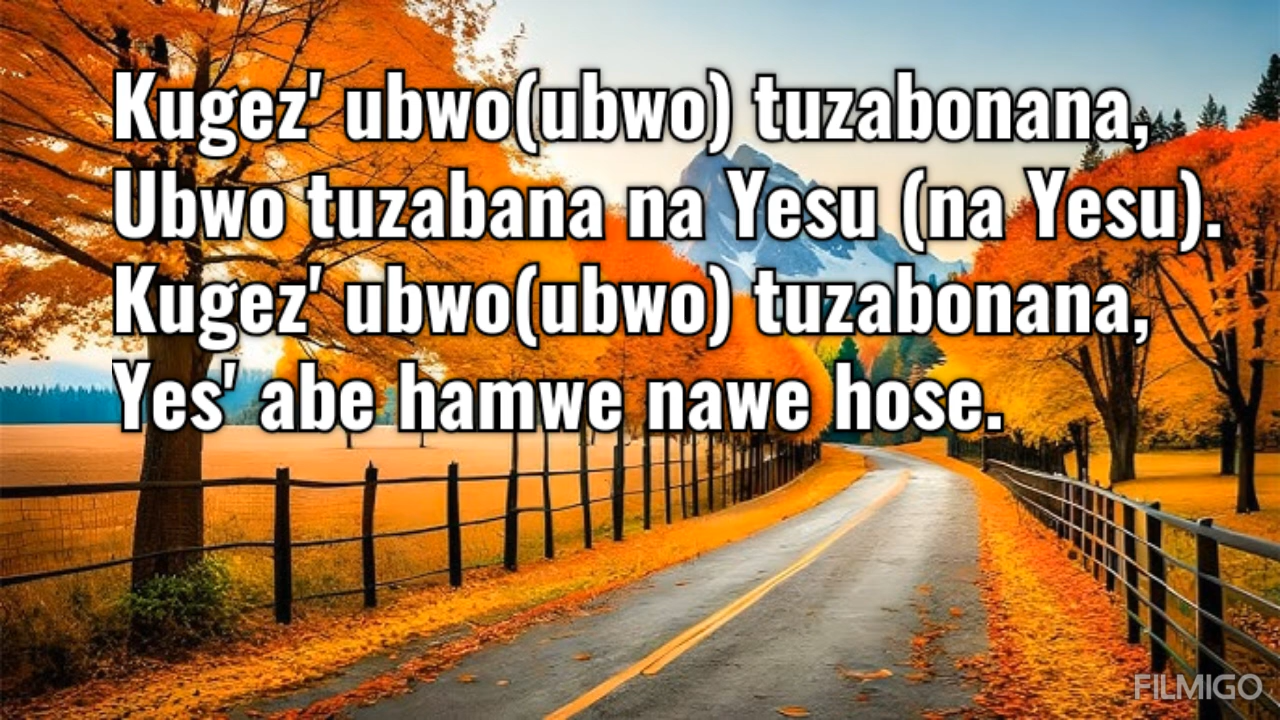 Kugez' ubwo(ubwo) tuzabonana,
Ubwo tuzabana na Yesu (na Yesu).
Kugez' ubwo(ubwo) tuzabonana,
Yes' abe hamwe nawe hose.
FILMIGO